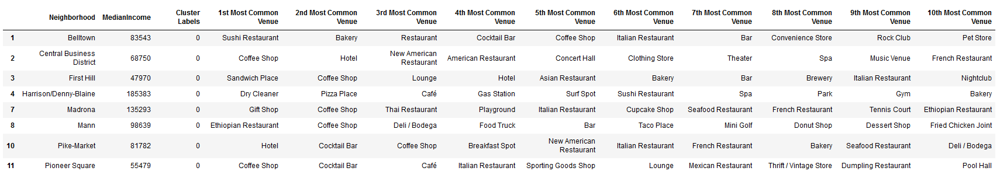 Neighborhood MedianIncome Cluster Labels 1st Most Common Venue 2nd Most Common Venue 3rd Most Common Venue 4th Most Common Venue 5th Most Common Venue 6th Most Common Venue 7th Most Common Venue 8th Most Common Venue 9th Most Common Venue 10th Most Common Venue
1 Belltown 83543 0 Sushi Restaurant Bakery Restaurant Cocktail Bar Coffee Shop Italian Restaurant Bar Convenience Store Rock Club Pet Store
2 Central Business District 68750 0 Coffee Shop Hotel New American Restaurant American Restaurant Concert Hall Clothing Store Theater Spa Music Venue French Restaurant
3 First Hill 47970 0 Sandwich Place Coffee Shop Lounge Hotel Asian Restaurant Bakery Bar Brewery Italian Restaurant Nightclub
4 Harrison/Denny-Blaine 185383 0 Dry Cleaner Pizza Place Café Gas Station Surf Spot Sushi Restaurant Spa Park Gym Bakery
7 Madrona 135293 0 Gift Shop Coffee Shop Thai Restaurant Playground Italian Restaurant Cupcake Shop Seafood Restaurant French Restaurant Tennis Court Ethiopian Restaurant
8 Mann 98639 0 Ethiopian Restaurant Coffee Shop Deli / Bodega Food Truck Bar Taco Place Mini Golf Donut Shop Dessert Shop Fried Chicken Joint
10 Pike-Market 81782 0 Hotel Cocktail Bar Coffee Shop Breakfast Spot New American Restaurant Italian Restaurant French Restaurant Bakery Seafood Restaurant Deli / Bodega
11 Pioneer Square 55479 0 Coffee Shop Cocktail Bar Café Italian Restaurant Sporting Goods Shop Lounge Mexican Restaurant Thrift / Vintage Store Dumpling Restaurant Pool Hall